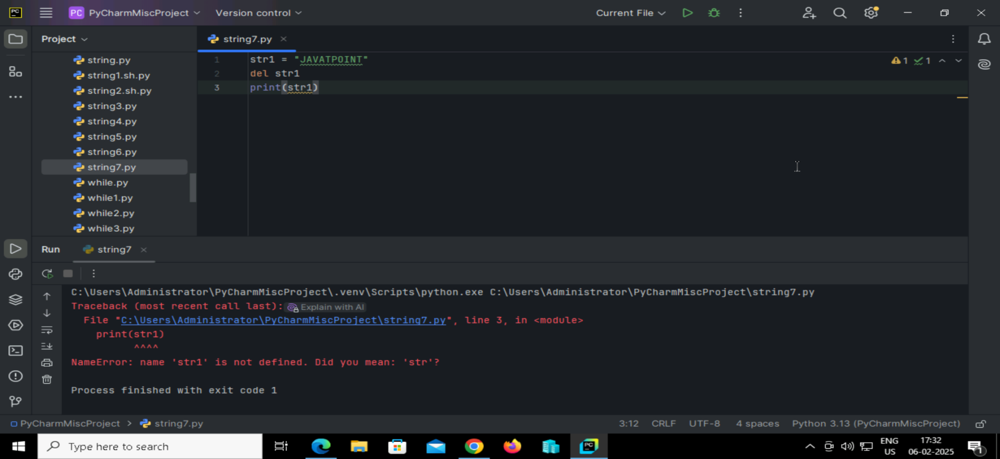 PC PC PyCharmMiscProject Version control Current File
Project
string7.py
string.py
string1.sh.py
string2.sh.py
string3.py
string4.py
string5.py
string6.py
string7.py
while.py
while1.py
while2.py
while3.py
1 str1 = "JAVATPOINT"
2 del str1
3 print(str1)
1 1
Run string7
C:\Users\Administrator\PyCharmMiscProject\.venv\Scripts\python.exe C:\Users\Administrator\PyCharmMiscProject\string7.py
Traceback (most recent call last): Explain with AI
File "C:\Users\Administrator\PyCharmMiscProject\string7.py", line 3, in <module>
print(str1)
^^^^
NameError: name 'str1' is not defined. Did you mean: 'str'?
Process finished with exit code 1
PyCharmMiscProject > string7.py 3:12 CRLF UTF-8 4 spaces Python 3.13 (PyCharmMiscProject)
Type here to search
PC
ENG
US
17:32
06-02-2025
1